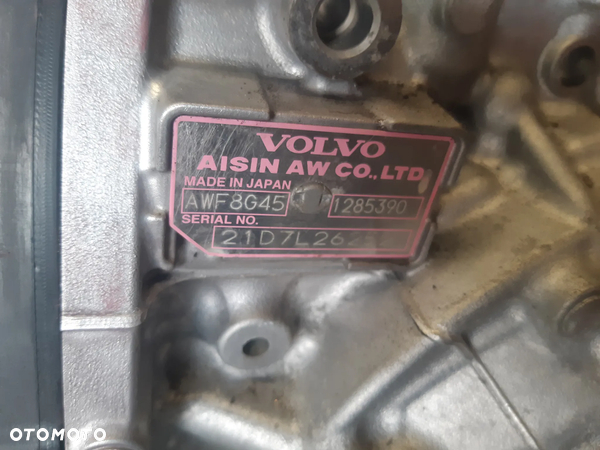 VOLVO
AISIN AW CO.,LTD
MADE IN JAPAN
AWF8G45 1285390
SERIAL NO.
OTOMOTO